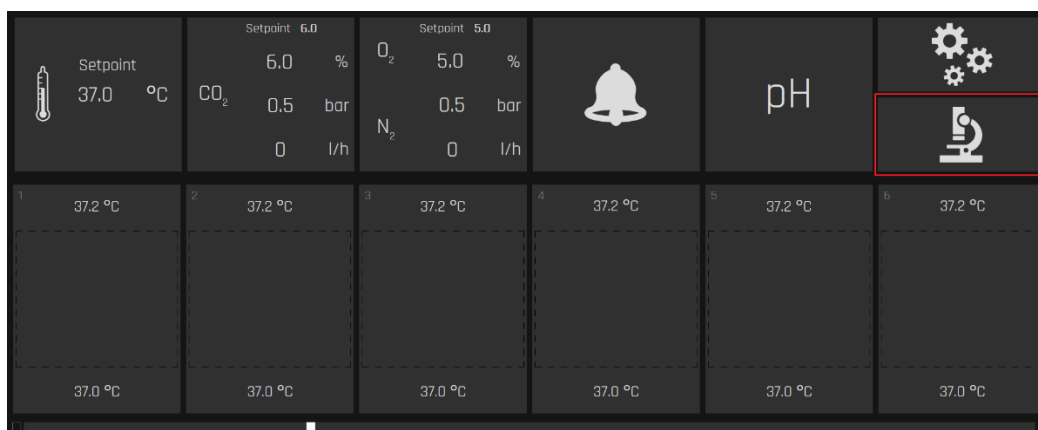 Setpoint
37.0 °C
Setpoint 6.0
6.0 %
CO₂ 0.5 bar
0 l/h
Setpoint 5.0
O₂ 5.0 %
0.5 bar
N₂
0 l/h
pH
1 37.2 °C
2 37.2 °C
3 37.2 °C
4 37.2 °C
5 37.2 °C
6 37.2 °C
37.0 °C
37.0 °C
37.0 °C
37.0 °C
37.0 °C
37.0 °C